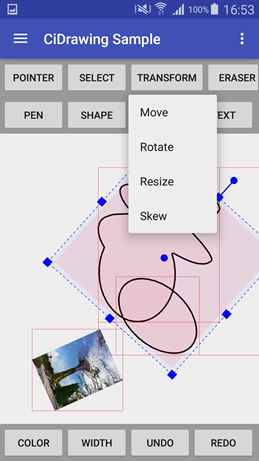 100% 16:53
CiDrawing Sample
POINTER SELECT TRANSFORM ERASER
PEN SHAPE EXT
Move
Rotate
Resize
Skew
COLOR WIDTH UNDO REDO